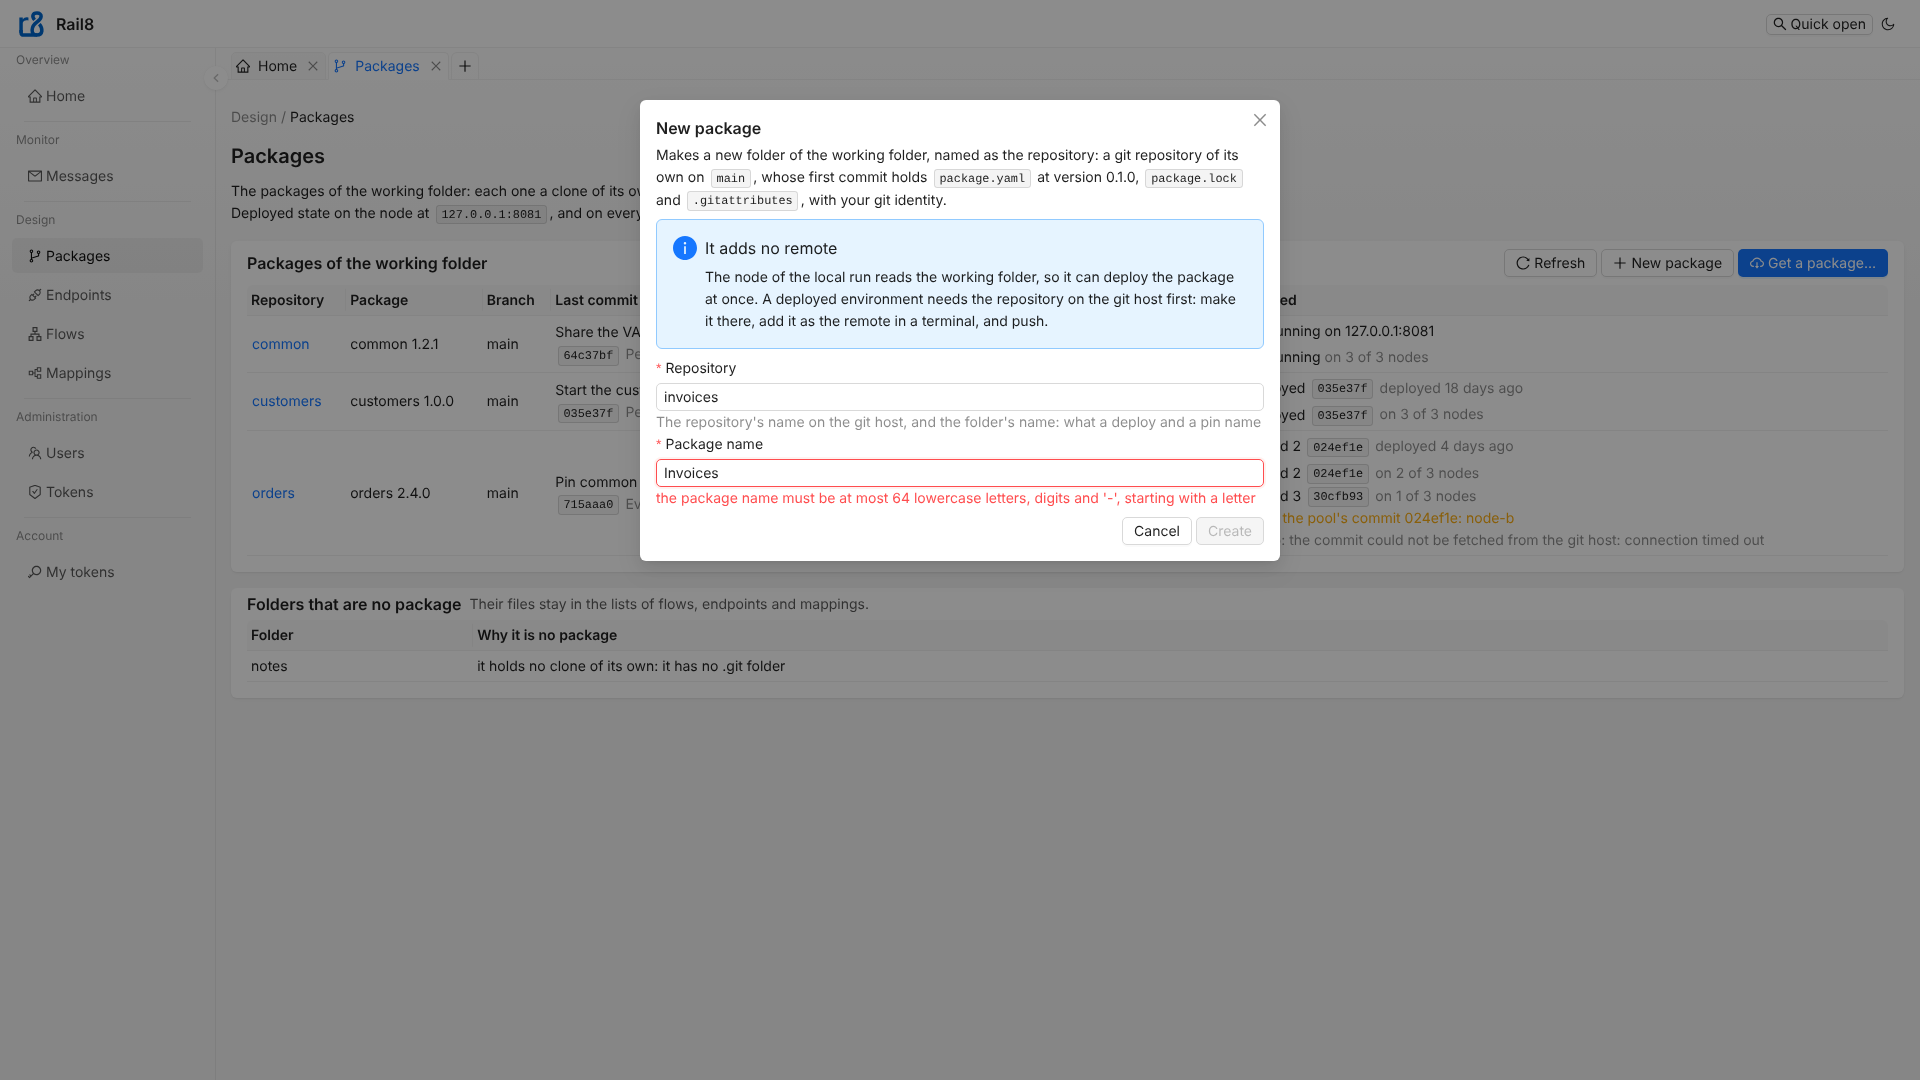 Rail8
Quick open
Overview
Home
Monitor
Messages
Design
Packages
Endpoints
Flows
Mappings
Administration
Users
Tokens
Account
My tokens
Home
Packages
Design / Packages
Packages
The packages of the working folder: each one a clone of its
Deployed state on the node at 127.0.0.1:8081, and on every
Packages of the working folder
Refresh
New package
Get a package...
Repository Package Branch Last commit
common common 1.2.1 main Share the
64c37bf
running on 127.0.0.1:8081
running on 3 of 3 nodes
customers customers 1.0.0 main Start the
035e37f
035e37f deployed 18 days ago
035e37f on 3 of 3 nodes
orders orders 2.4.0 main Pin common
715aaa0
2 024ef1e deployed 4 days ago
2 024ef1e on 2 of 3 nodes
3 30cfb93 on 1 of 3 nodes
the pool's commit 024ef1e: node-b
: the commit could not be fetched from the git host: connection timed out
Folders that are no package Their files stay in the lists of flows, endpoints and mappings.
Folder Why it is no package
notes it holds no clone of its own: it has no .git folder
New package
Makes a new folder of the working folder, named as the repository: a git repository of its
own on main, whose first commit holds package.yaml at version 0.1.0, package.lock
and .gitattributes, with your git identity.
It adds no remote
The node of the local run reads the working folder, so it can deploy the package
at once. A deployed environment needs the repository on the git host first: make
it there, add it as the remote in a terminal, and push.
* Repository
invoices
The repository's name on the git host, and the folder's name: what a deploy and a pin name
* Package name
Invoices
the package name must be at most 64 lowercase letters, digits and '-', starting with a letter
Cancel
Create